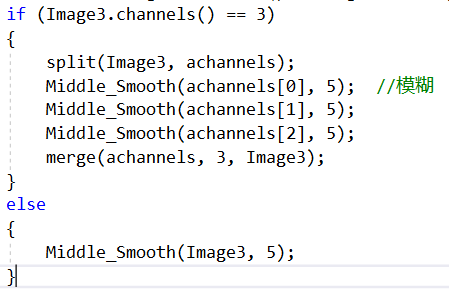 if (Image3.channels() == 3)
{
    split(Image3, achannels);
    Middle_Smooth(achannels[0], 5);  //模糊
    Middle_Smooth(achannels[1], 5);
    Middle_Smooth(achannels[2], 5);
    merge(achannels, 3, Image3);
}
else
{
    Middle_Smooth(Image3, 5);
}